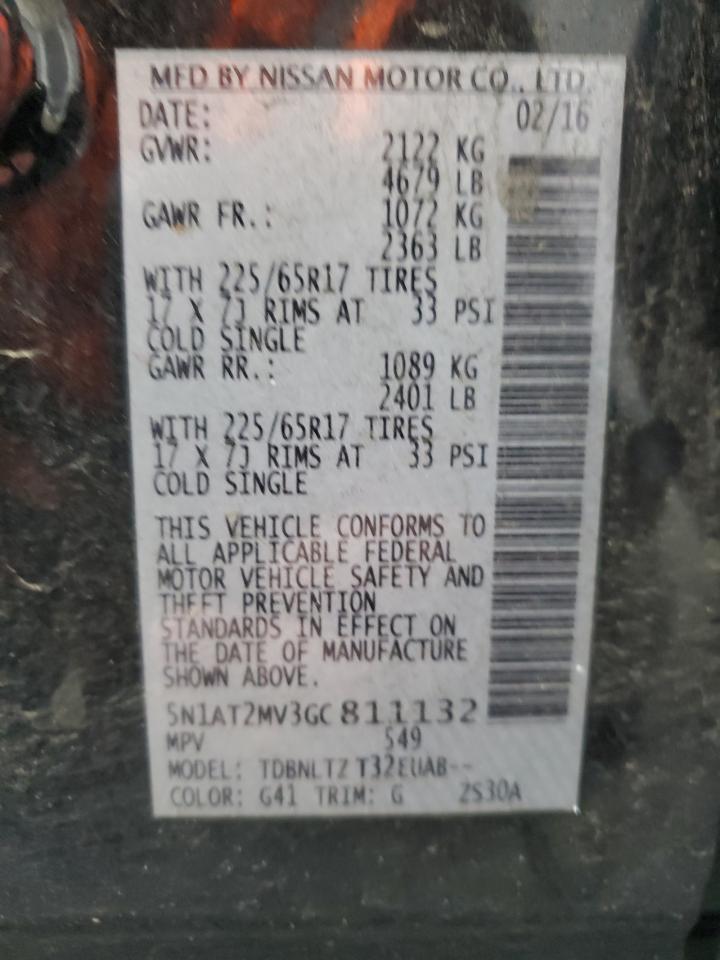 MFD BY NISSAN MOTOR CO., LTD.
DATE: 02/16
GVWR: 2122 KG
4679 LB
GAWR FR.: 1072 KG
2363 LB
WITH 225/65R17 TIRES
17 X 7J RIMS AT 33 PSI
COLD SINGLE
GAWR RR.: 1089 KG
2401 LB
WITH 225/65R17 TIRES
17 X 7J RIMS AT 33 PSI
COLD SINGLE
THIS VEHICLE CONFORMS TO
ALL APPLICABLE FEDERAL
MOTOR VEHICLE SAFETY AND
THEFT PREVENTION
STANDARDS IN EFFECT ON
THE DATE OF MANUFACTURE
SHOWN ABOVE.
5N1AT2MV3GC811132
MPV 549
MODEL: TDBNLTZ T32EUAB--
COLOR: G41 TRIM: G ZS30A